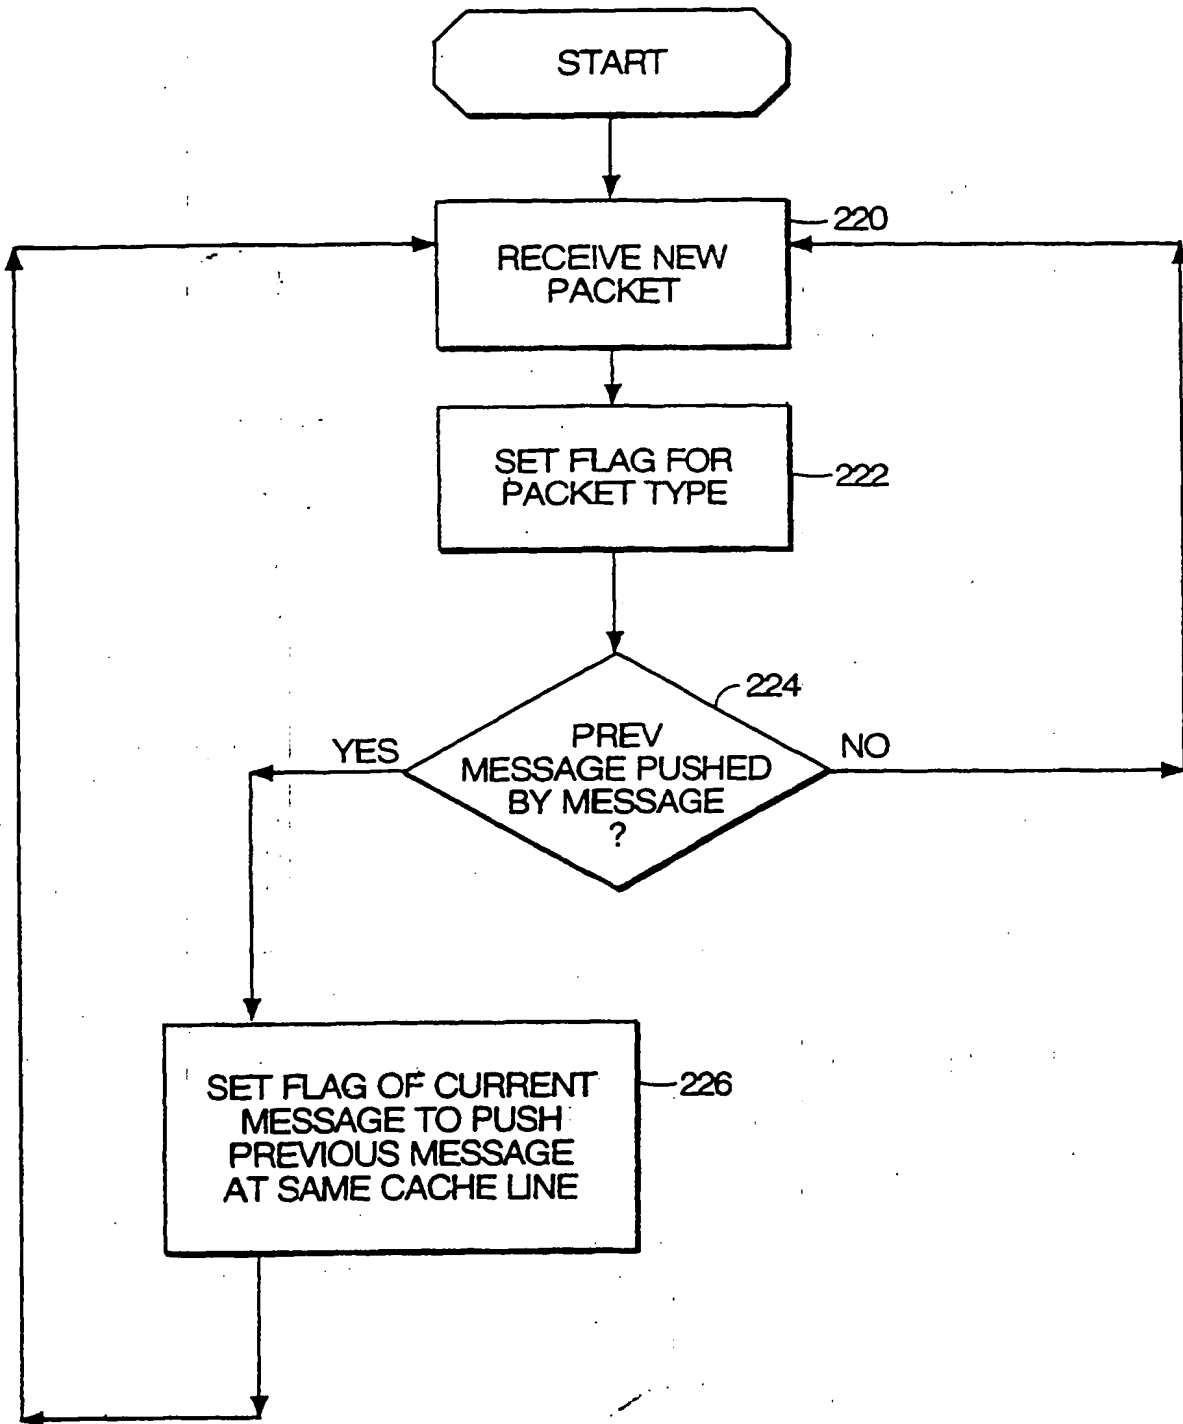 START
220
RECEIVE NEW
PACKET
SET FLAG FOR
PACKET TYPE
222
224
YES
PREV
MESSAGE PUSHED
BY MESSAGE
?
NO
SET FLAG OF CURRENT
MESSAGE TO PUSH
PREVIOUS MESSAGE
AT SAME CACHE LINE
226